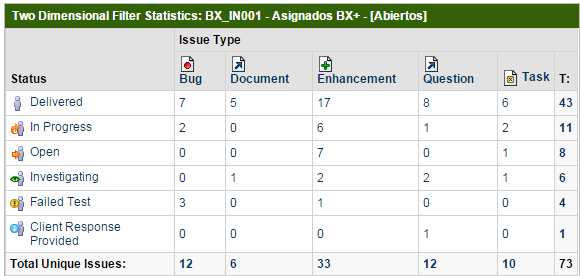 Two Dimensional Filter Statistics: BX_IN001 - Asignados BX+ - [Abiertos]
Issue Type
Status Bug Document Enhancement Question Task T:
Delivered 7 5 17 8 6 43
In Progress 2 0 6 1 2 11
Open 0 0 7 0 1 8
Investigating 0 1 2 2 1 6
Failed Test 3 0 1 0 0 4
Client Response
Provided 0 0 0 1 0 1
Total Unique Issues: 12 6 33 12 10 73